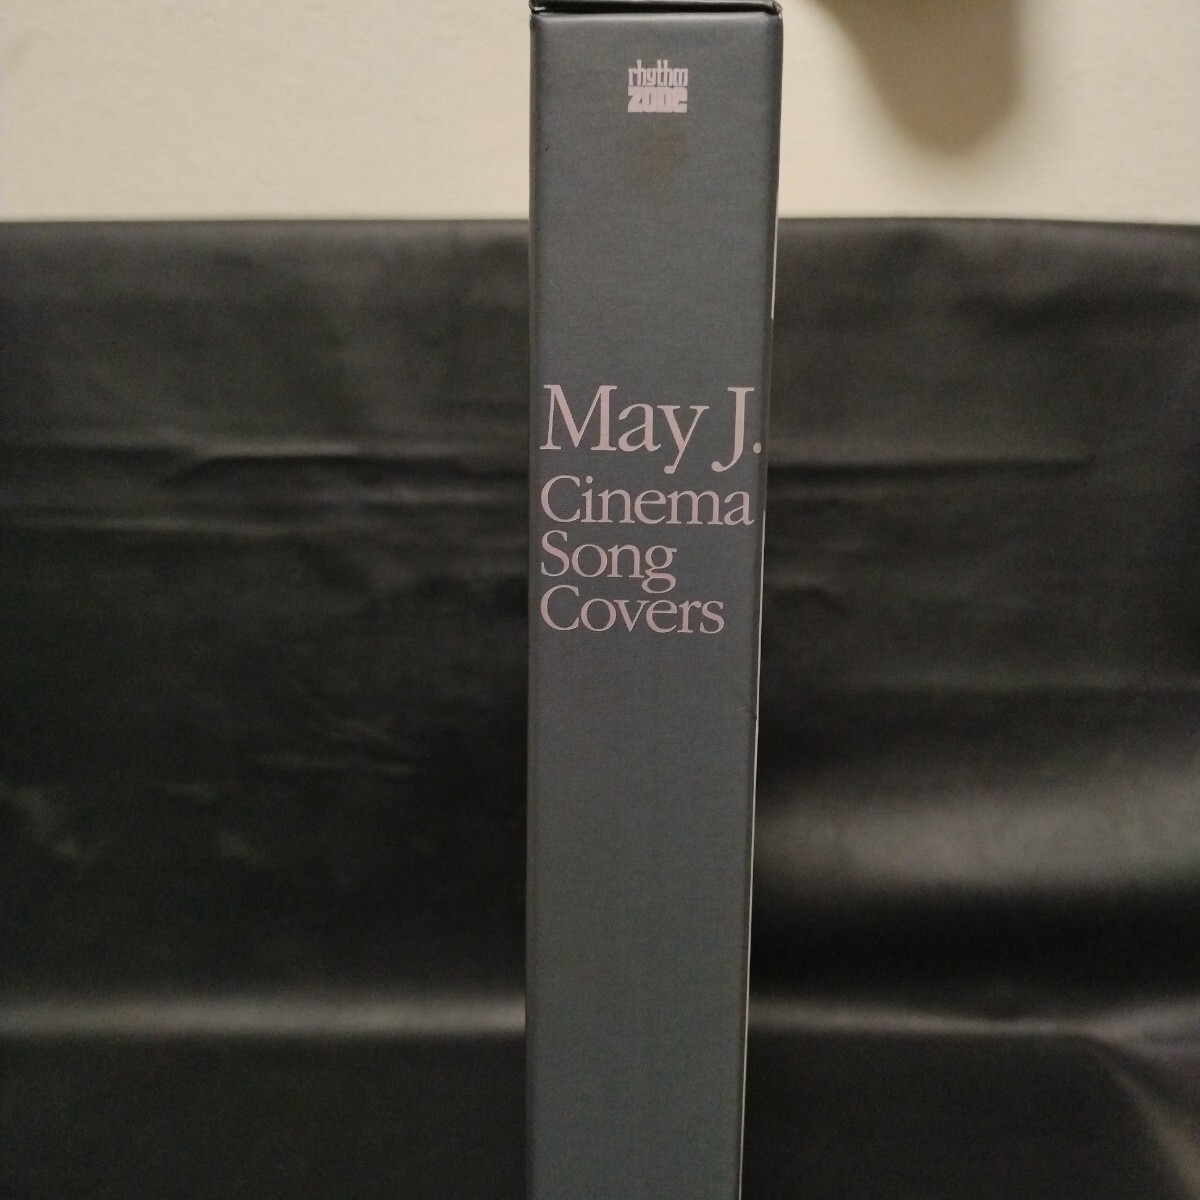 rhythm
zone
May J.
Cinema
Song
Covers